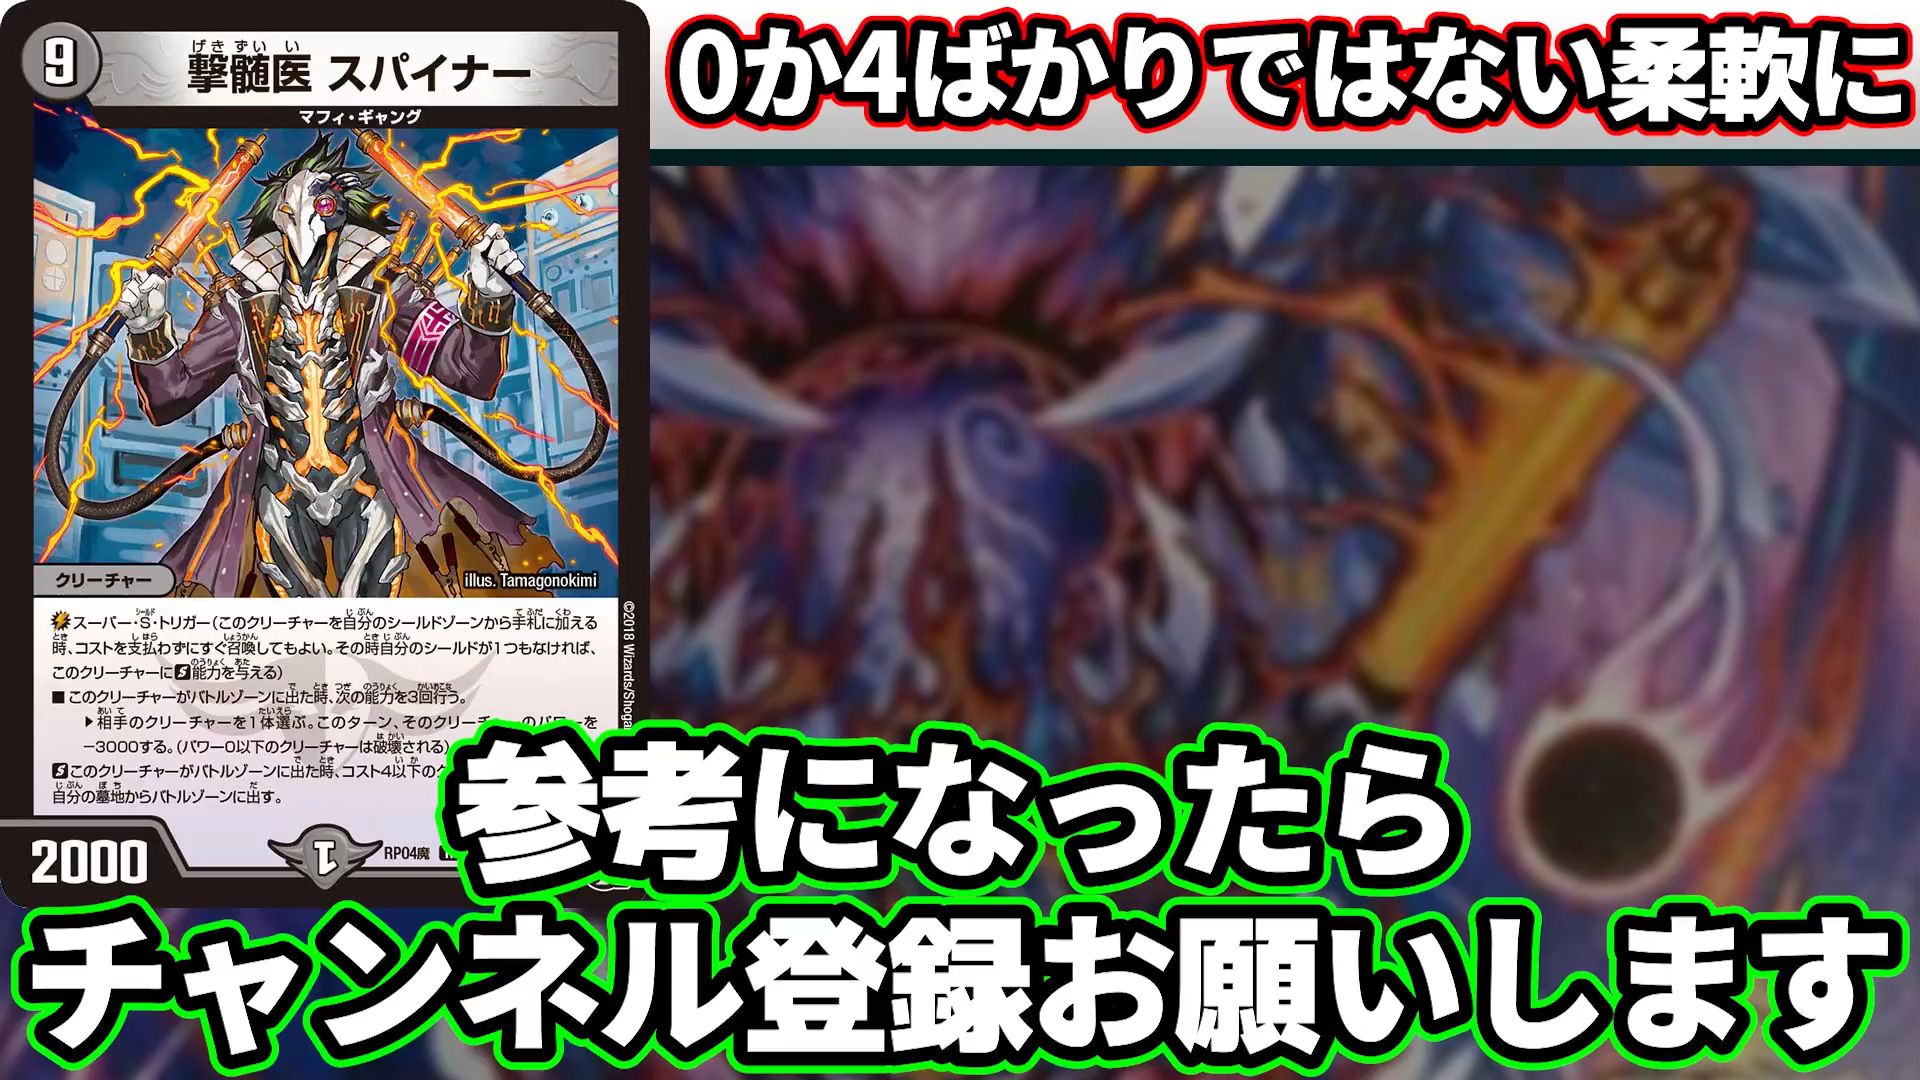 0か4ばかりではない柔軟に
9
げきずいい
撃髄医 スパイナー
マフィ・ギャング
クリーチャー
illus. Tamagonokimi
スーパー・S・トリガー(このクリーチャーを自分のシールドゾーンから手札に加える
時、コストを支払わずにすぐ召喚してもよい。その時自分のシールドが1つもなければ、
このクリーチャーにS能力を与える)
■このクリーチャーがバトルゾーンに出た時、次の能力を3回行う。
▶相手のクリーチャーを1体選ぶ。このターン、そのクリーチャーのパワーを
-3000する。(パワー0以下のクリーチャーは破壊される)
Sこのクリーチャーがバトルゾーンに出た時、コスト4以下の
自分の墓地からバトルゾーンに出す。
©2018 Wizards/Shoga
2000
RP04魔
参考になったら
チャンネル登録お願いします